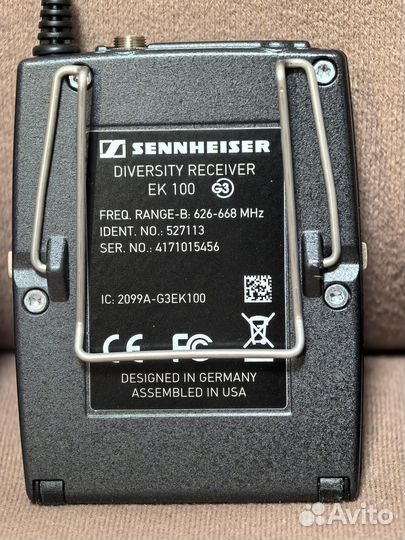 SENNHEISER
DIVERSITY RECEIVER
EK 100 G3
FREQ. RANGE-B: 626-668 MHz
IDENT. NO.: 527113
SER. NO.: 4171015456
IC: 2099A-G3EK100
CE FC
DESIGNED IN GERMANY
ASSEMBLED IN USA
Avito